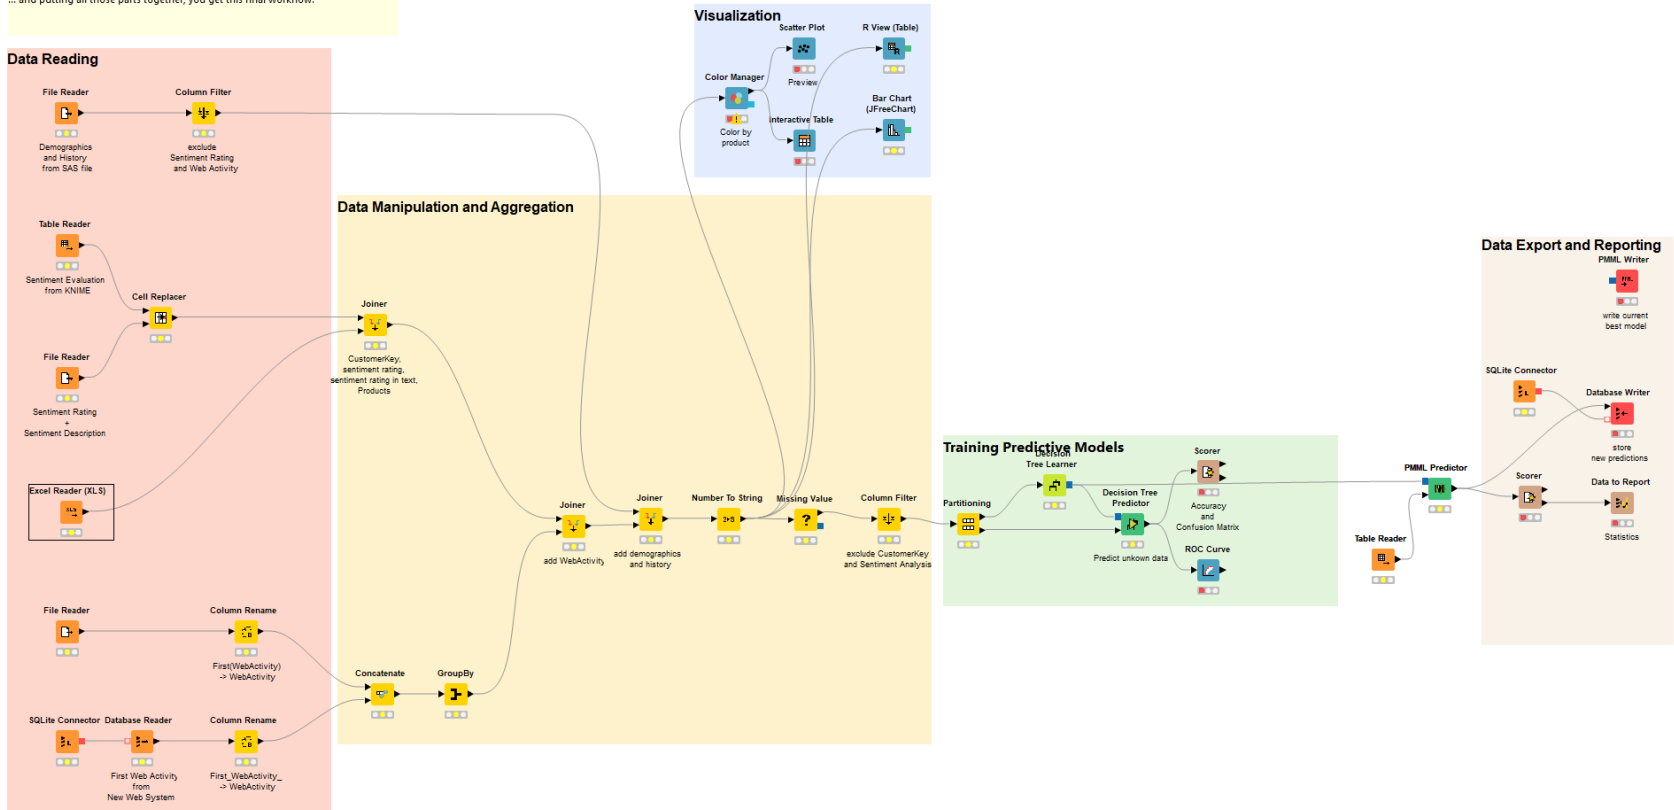 ... and putting all those parts together, you get this final workflow.
Data Reading
File Reader
Demographics
and History
from SAS file
Column Filter
exclude
Sentiment Rating
and Web Activity
Table Reader
Sentiment Evaluation
from KNIME
Cell Replacer
File Reader
Sentiment Rating
+
Sentiment Description
Excel Reader (XLS)
XLS
File Reader
Column Rename
First(WebActivity)
-> WebActivity
SQLite Connector
Database Reader
First Web Activity
from
New Web System
Column Rename
First_WebActivity_
-> WebActivity
Data Manipulation and Aggregation
Joiner
CustomerKey,
sentiment rating,
sentiment rating in text,
Products
Concatenate
GroupBy
Joiner
add WebActivity
Joiner
add demographics
and history
Number To String
2>S
Missing Value
?
Column Filter
exclude CustomerKey
and Sentiment Analysis
Visualization
Color Manager
Color by
product
Scatter Plot
Preview
Interactive Table
R View (Table)
R
Bar Chart
(JFreeChart)
Training Predictive Models
Partitioning
Decision
Tree Learner
Decision Tree
Predictor
Predict unkown data
Scorer
Accuracy
and
Confusion Matrix
ROC Curve
Table Reader
PMML Predictor
Data Export and Reporting
PMML Writer
write current
best model
SQLite Connector
Database Writer
store
new predictions
Scorer
Data to Report
Statistics